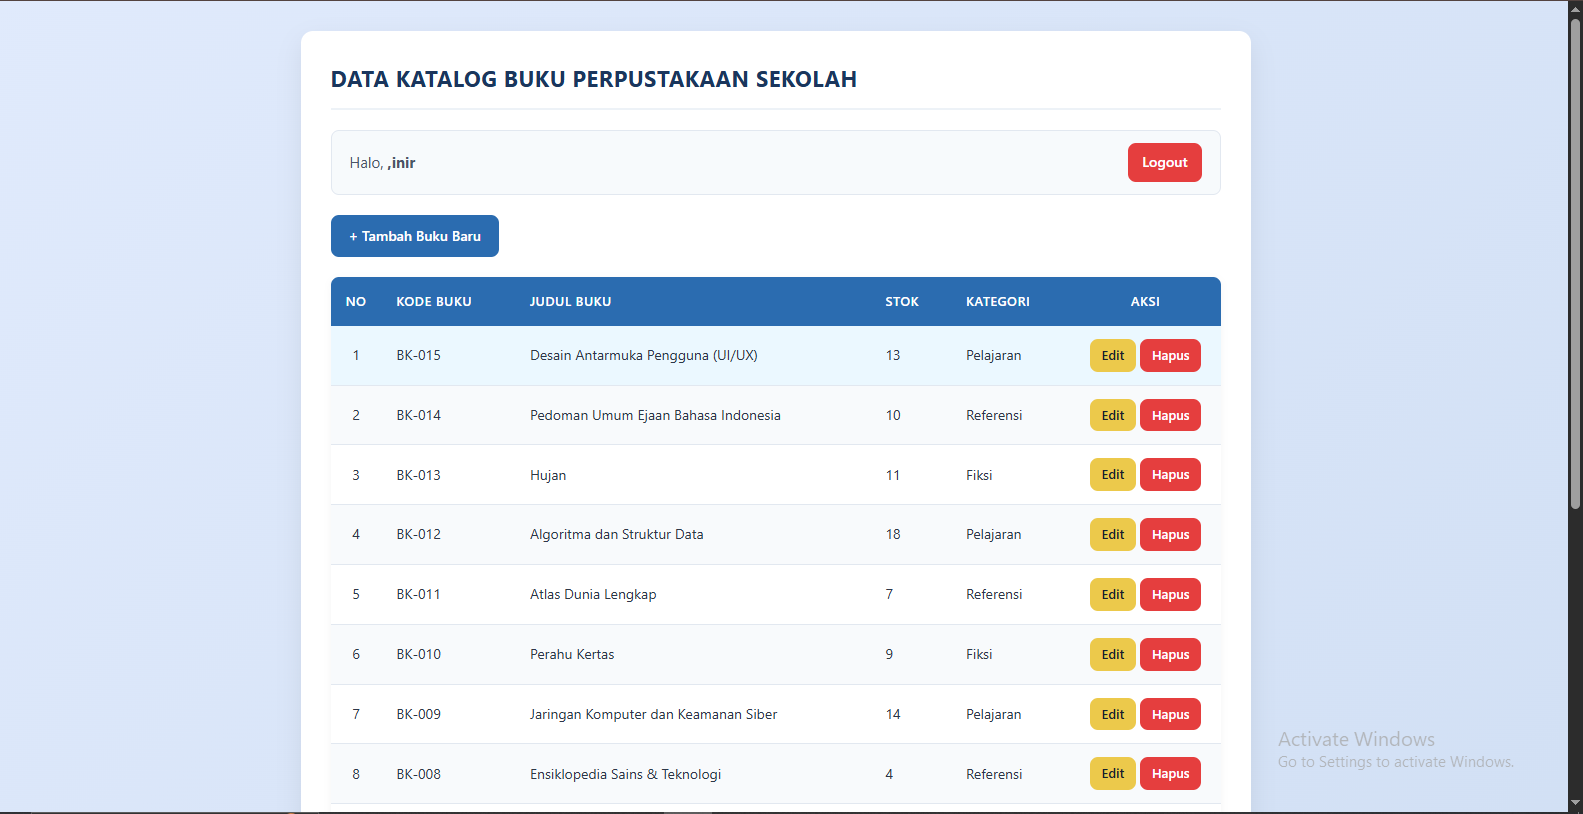 DATA KATALOG BUKU PERPUSTAKAAN SEKOLAH
Halo, ,inir
Logout
+ Tambah Buku Baru
NO KODE BUKU JUDUL BUKU STOK KATEGORI AKSI
1 BK-015 Desain Antarmuka Pengguna (UI/UX) 13 Pelajaran Edit Hapus
2 BK-014 Pedoman Umum Ejaan Bahasa Indonesia 10 Referensi Edit Hapus
3 BK-013 Hujan 11 Fiksi Edit Hapus
4 BK-012 Algoritma dan Struktur Data 18 Pelajaran Edit Hapus
5 BK-011 Atlas Dunia Lengkap 7 Referensi Edit Hapus
6 BK-010 Perahu Kertas 9 Fiksi Edit Hapus
7 BK-009 Jaringan Komputer dan Keamanan Siber 14 Pelajaran Edit Hapus
8 BK-008 Ensiklopedia Sains & Teknologi 4 Referensi Edit Hapus
Activate Windows
Go to Settings to activate Windows.